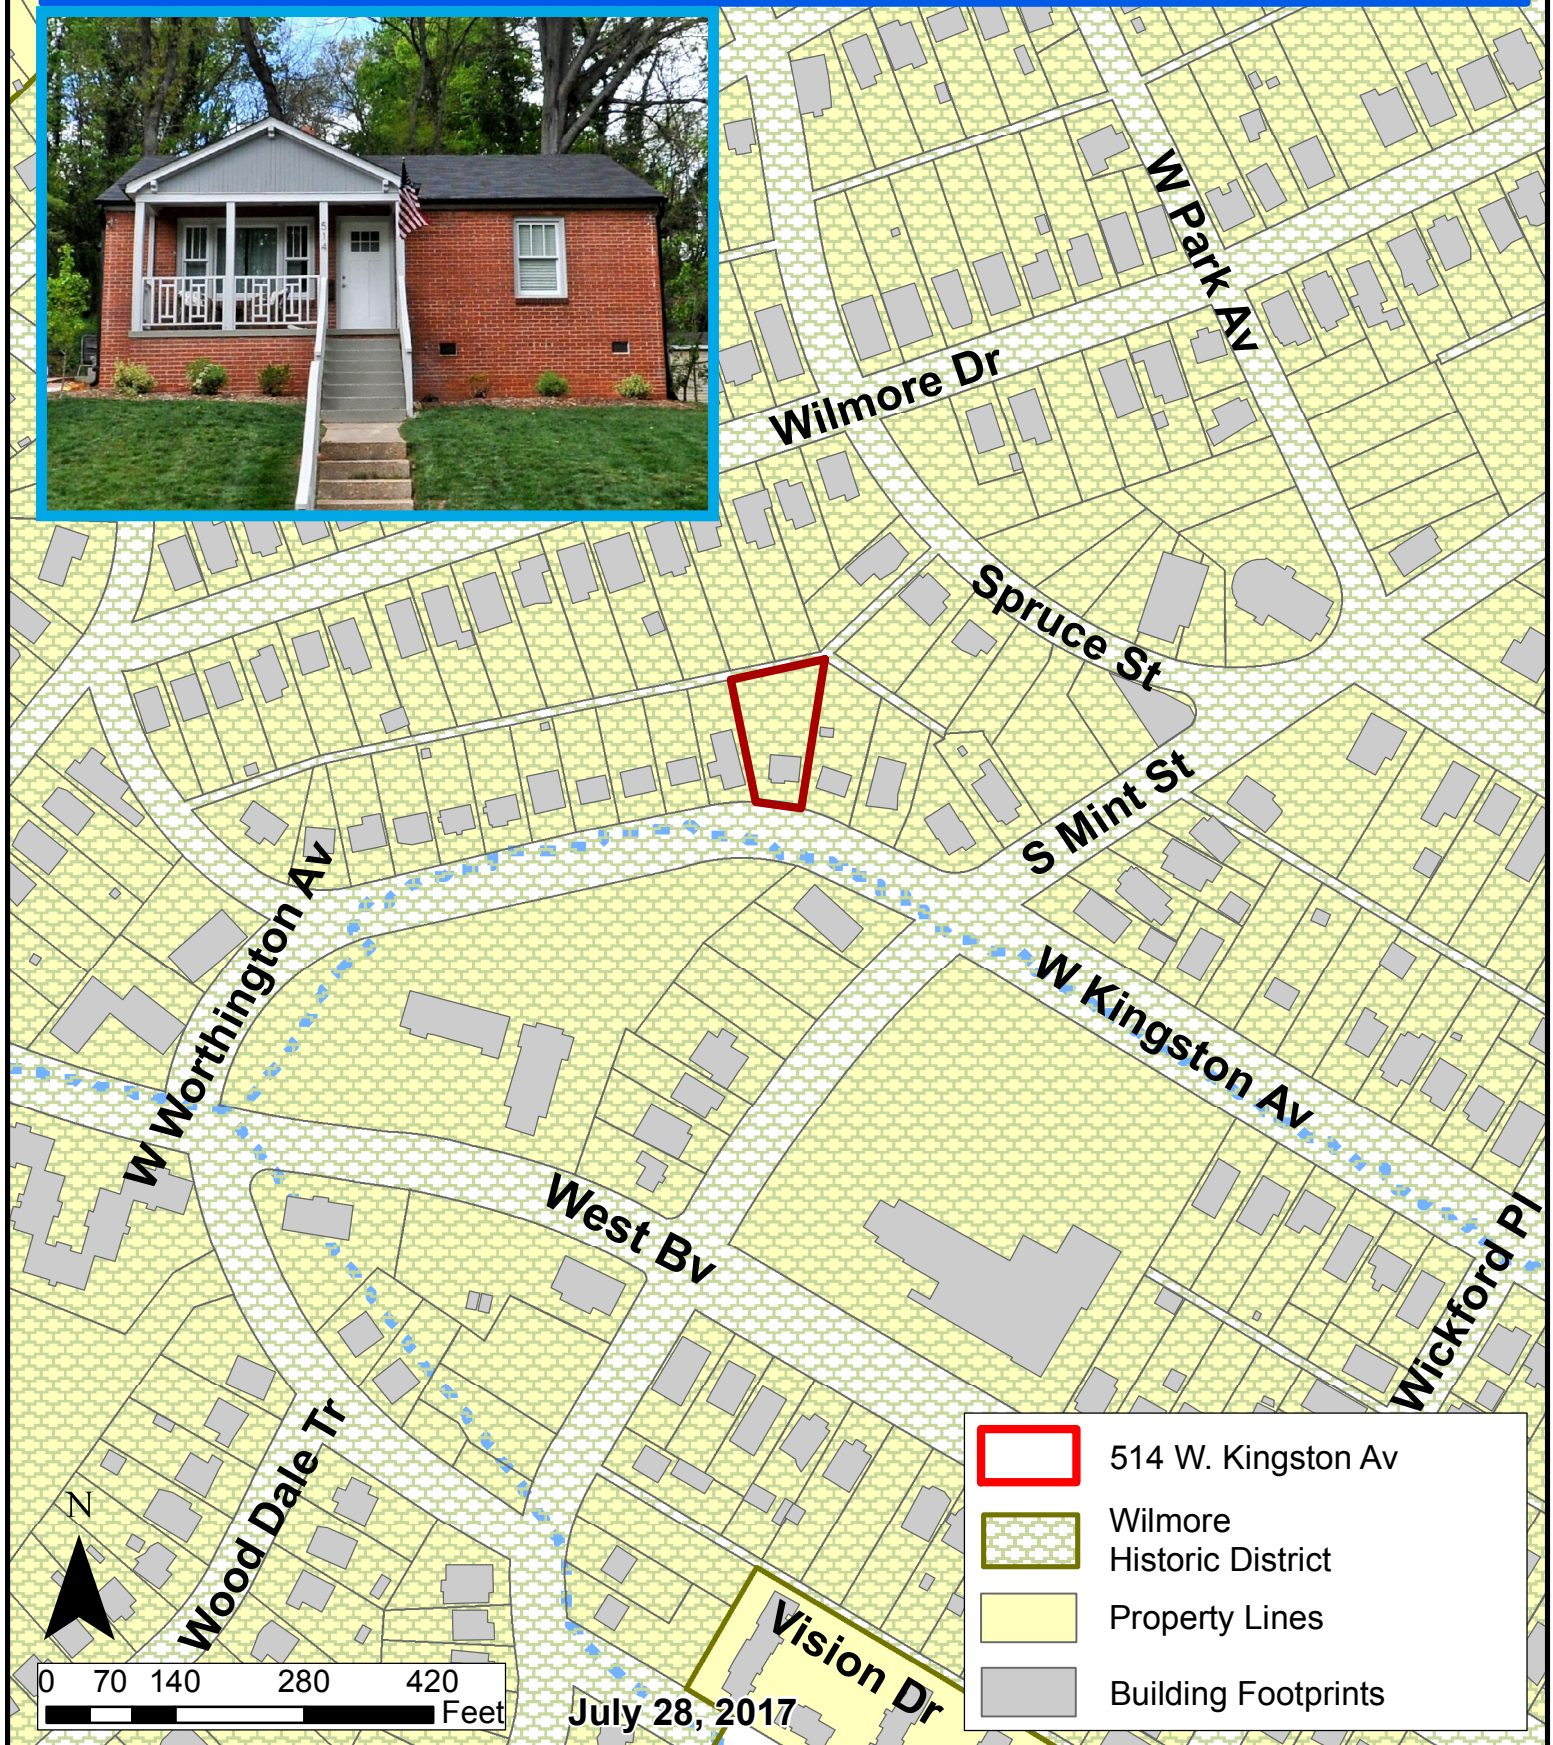 514
W Park Av
Wilmore Dr
Spruce St
S Mint St
W Worthington Av
W Kingston Av
West Bv
Wickford Pl
Wood Dale Tr
Vision Dr
N
0 70 140 280 420
Feet
July 28, 2017
514 W. Kingston Av
Wilmore
Historic District
Property Lines
Building Footprints